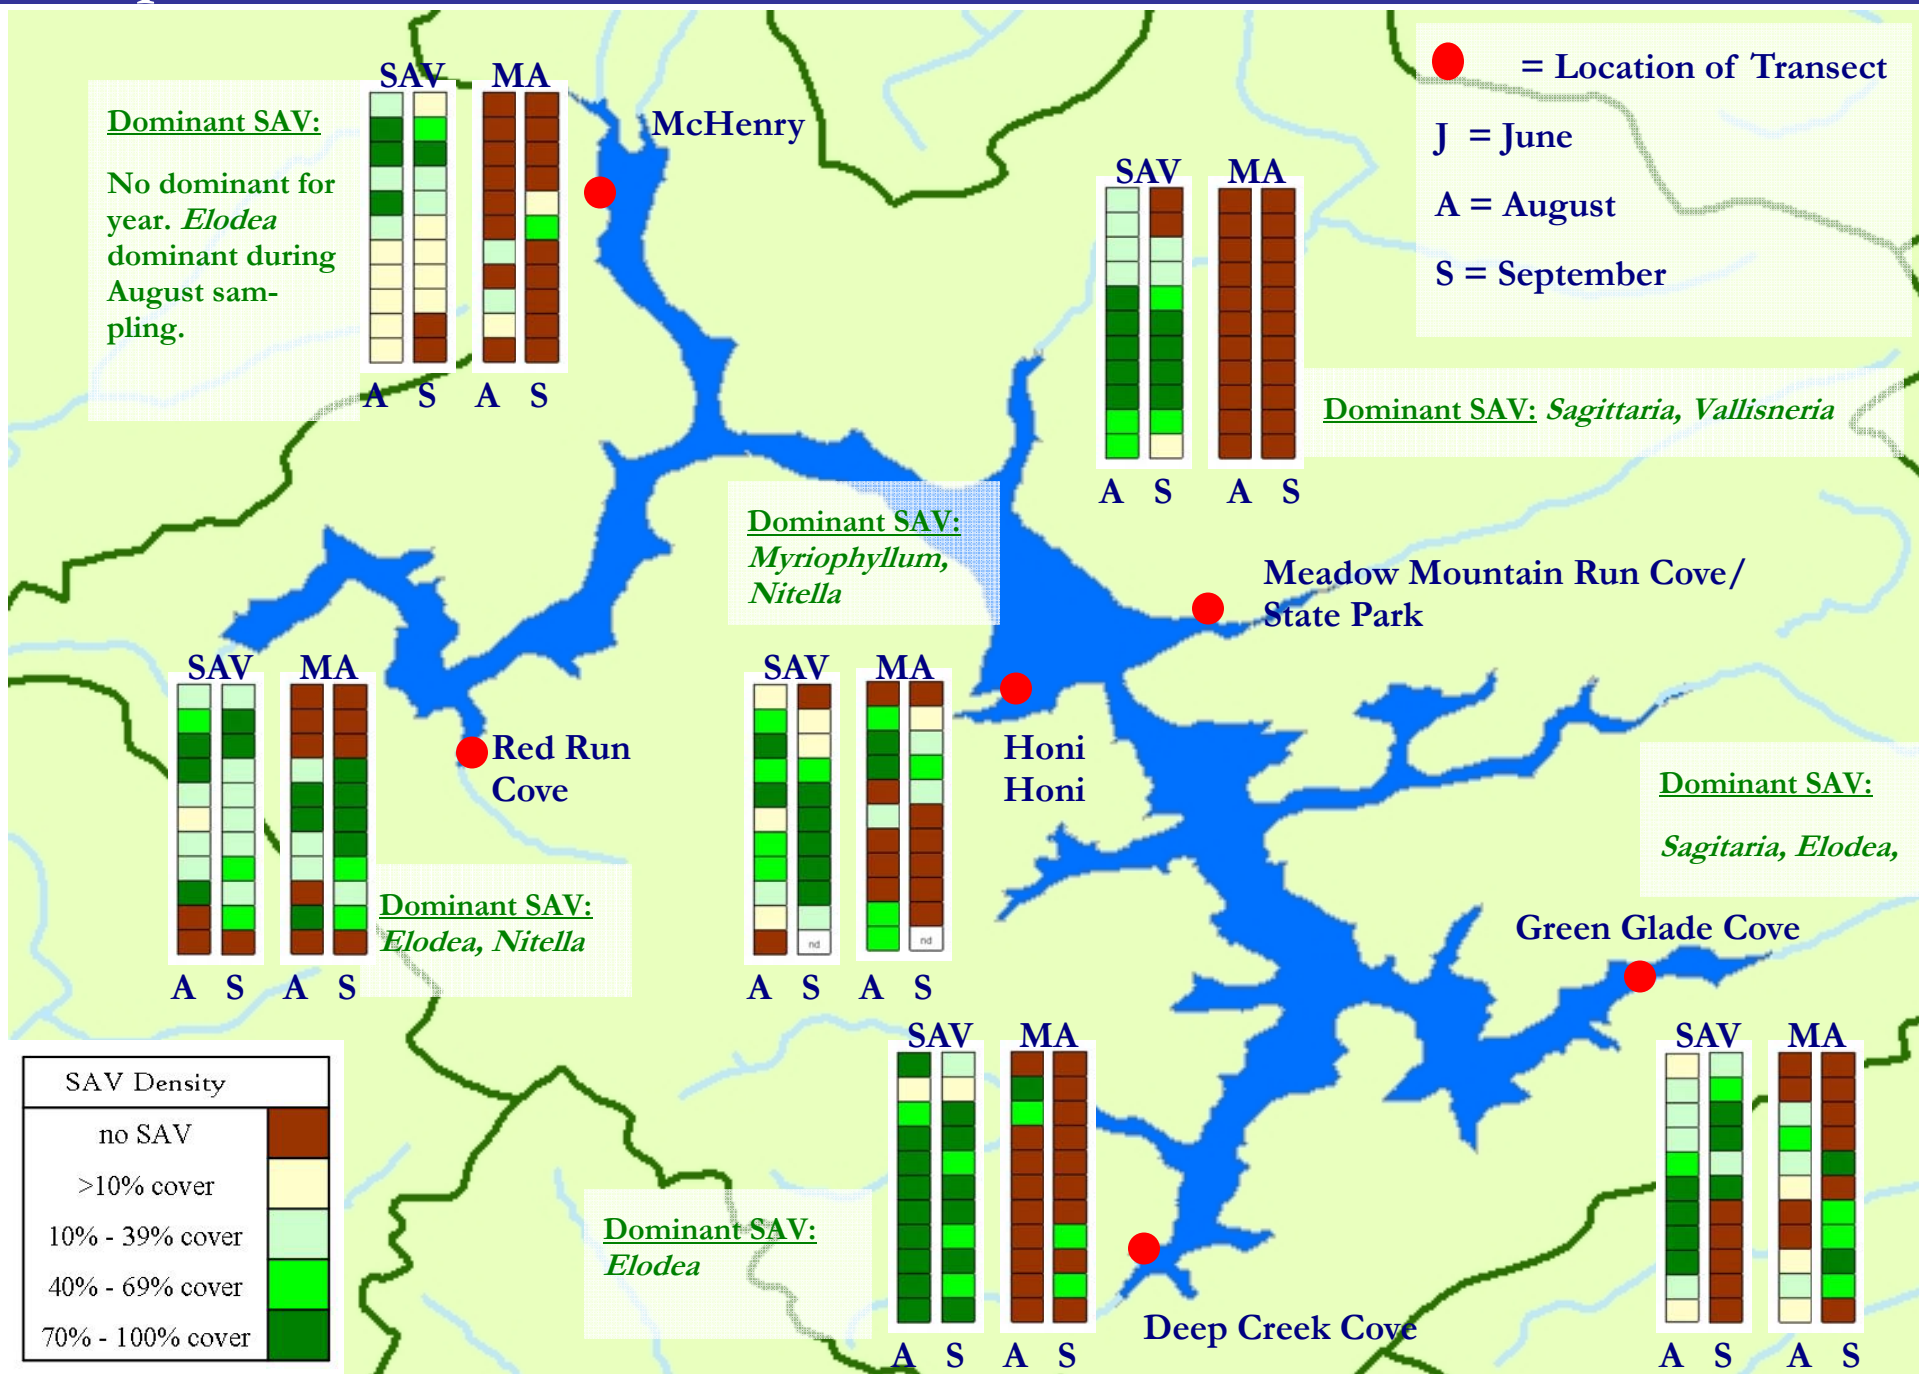 SAV MA
Dominant SAV:
No dominant for
year. Elodea
dominant during
August sam-
pling.
A S A S
McHenry
= Location of Transect
J = June
A = August
S = September
SAV MA
A S A S
Dominant SAV: Sagittaria, Vallisneria
Dominant SAV:
Myriophyllum,
Nitella
Meadow Mountain Run Cove/
State Park
SAV MA
A S A S
Red Run
Cove
Dominant SAV:
Elodea, Nitella
SAV MA
nd nd
A S A S
Honi
Honi
Dominant SAV:
Sagitaria, Elodea,
Green Glade Cove
SAV MA
A S A S
SAV MA
A S A S
Dominant SAV:
Elodea
Deep Creek Cove
SAV Density
no SAV
>10% cover
10% - 39% cover
40% - 69% cover
70% - 100% cover